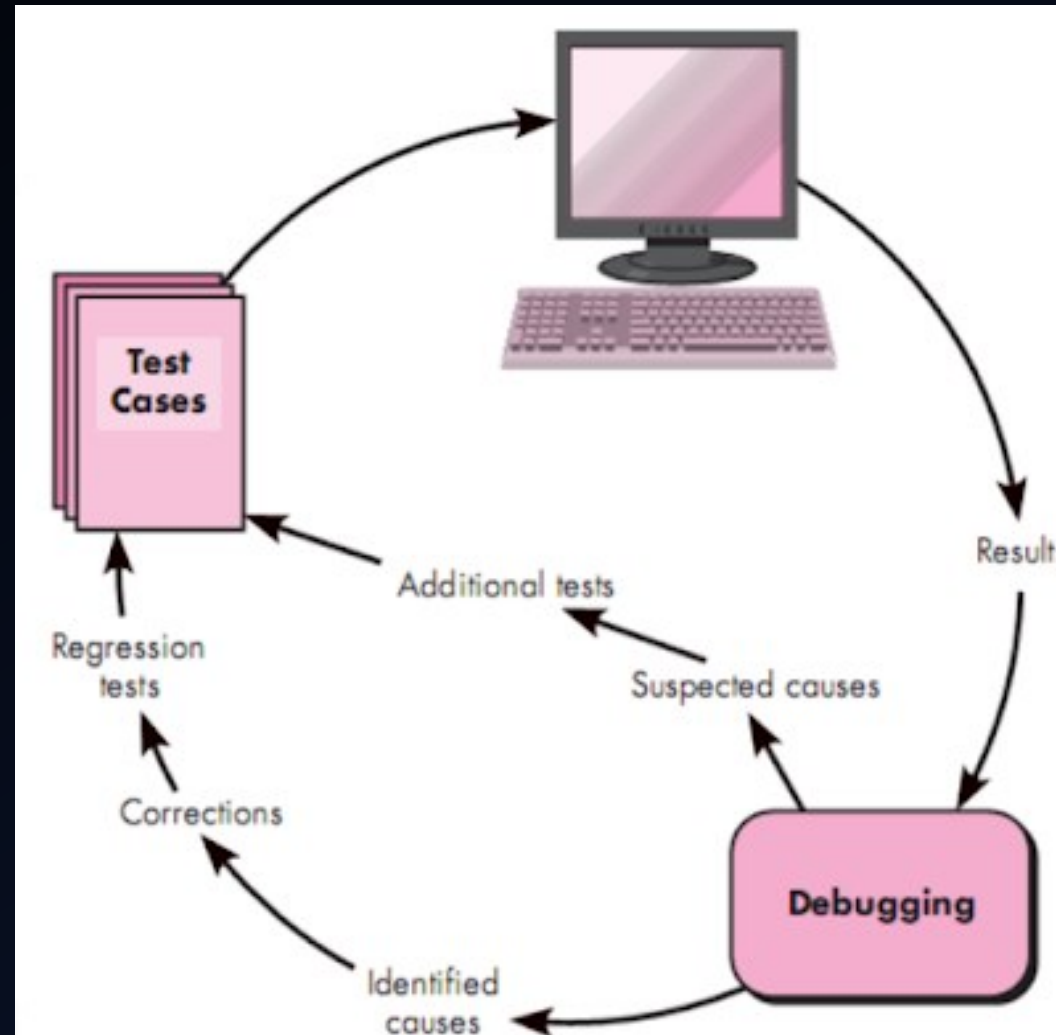 Test
Cases
Result
Additional tests
Regression
tests
Suspected causes
Corrections
Debugging
Identified
causes